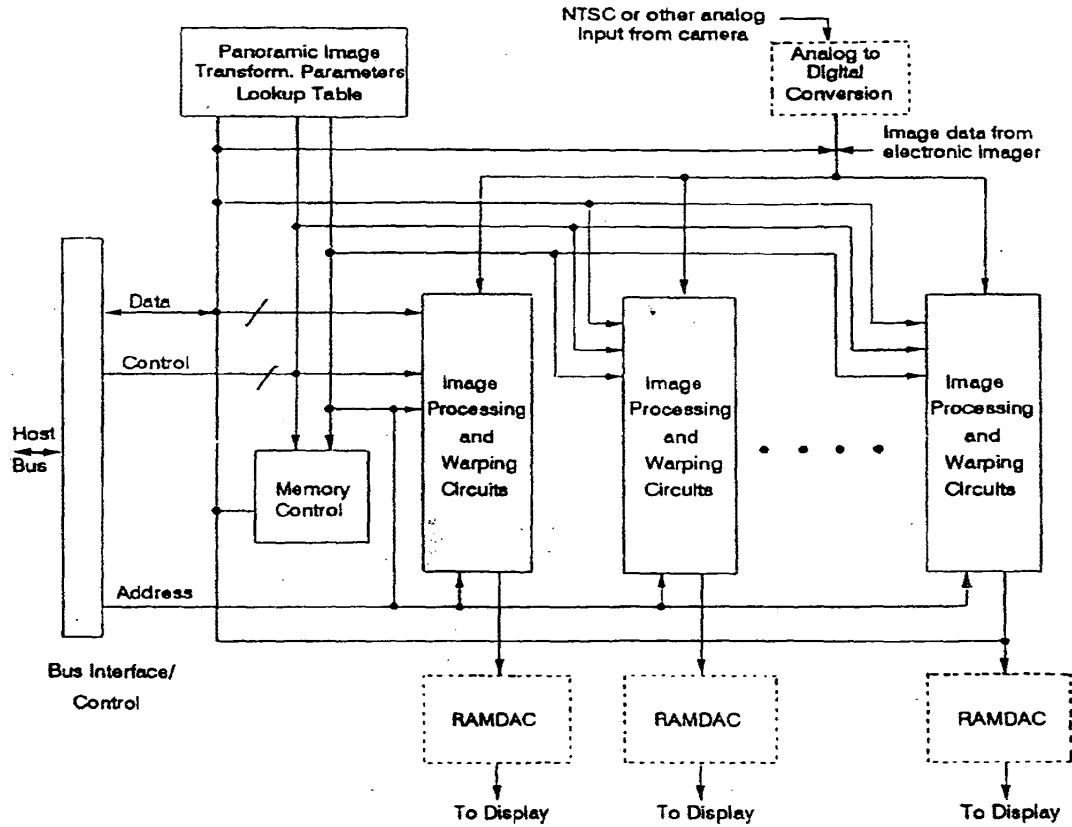 NTSC or other analog
input from camera
Panoramic Image
Transform. Parameters
Lookup Table
Analog to
Digital
Conversion
Image data from
electronic imager
Data
Control
Host
Bus
Memory
Control
Image
Processing
and
Warping
Circuits
Image
Processing
and
Warping
Circuits
Image
Processing
and
Warping
Circuits
Address
Bus Interface/
Control
RAMDAC
RAMDAC
RAMDAC
To Display
To Display
To Display